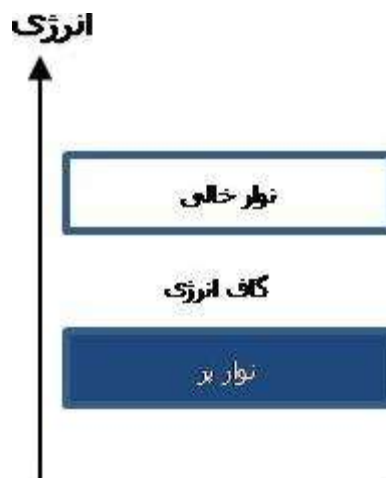 انرژی
نوار خالی
گاف انرژی
نوار پر